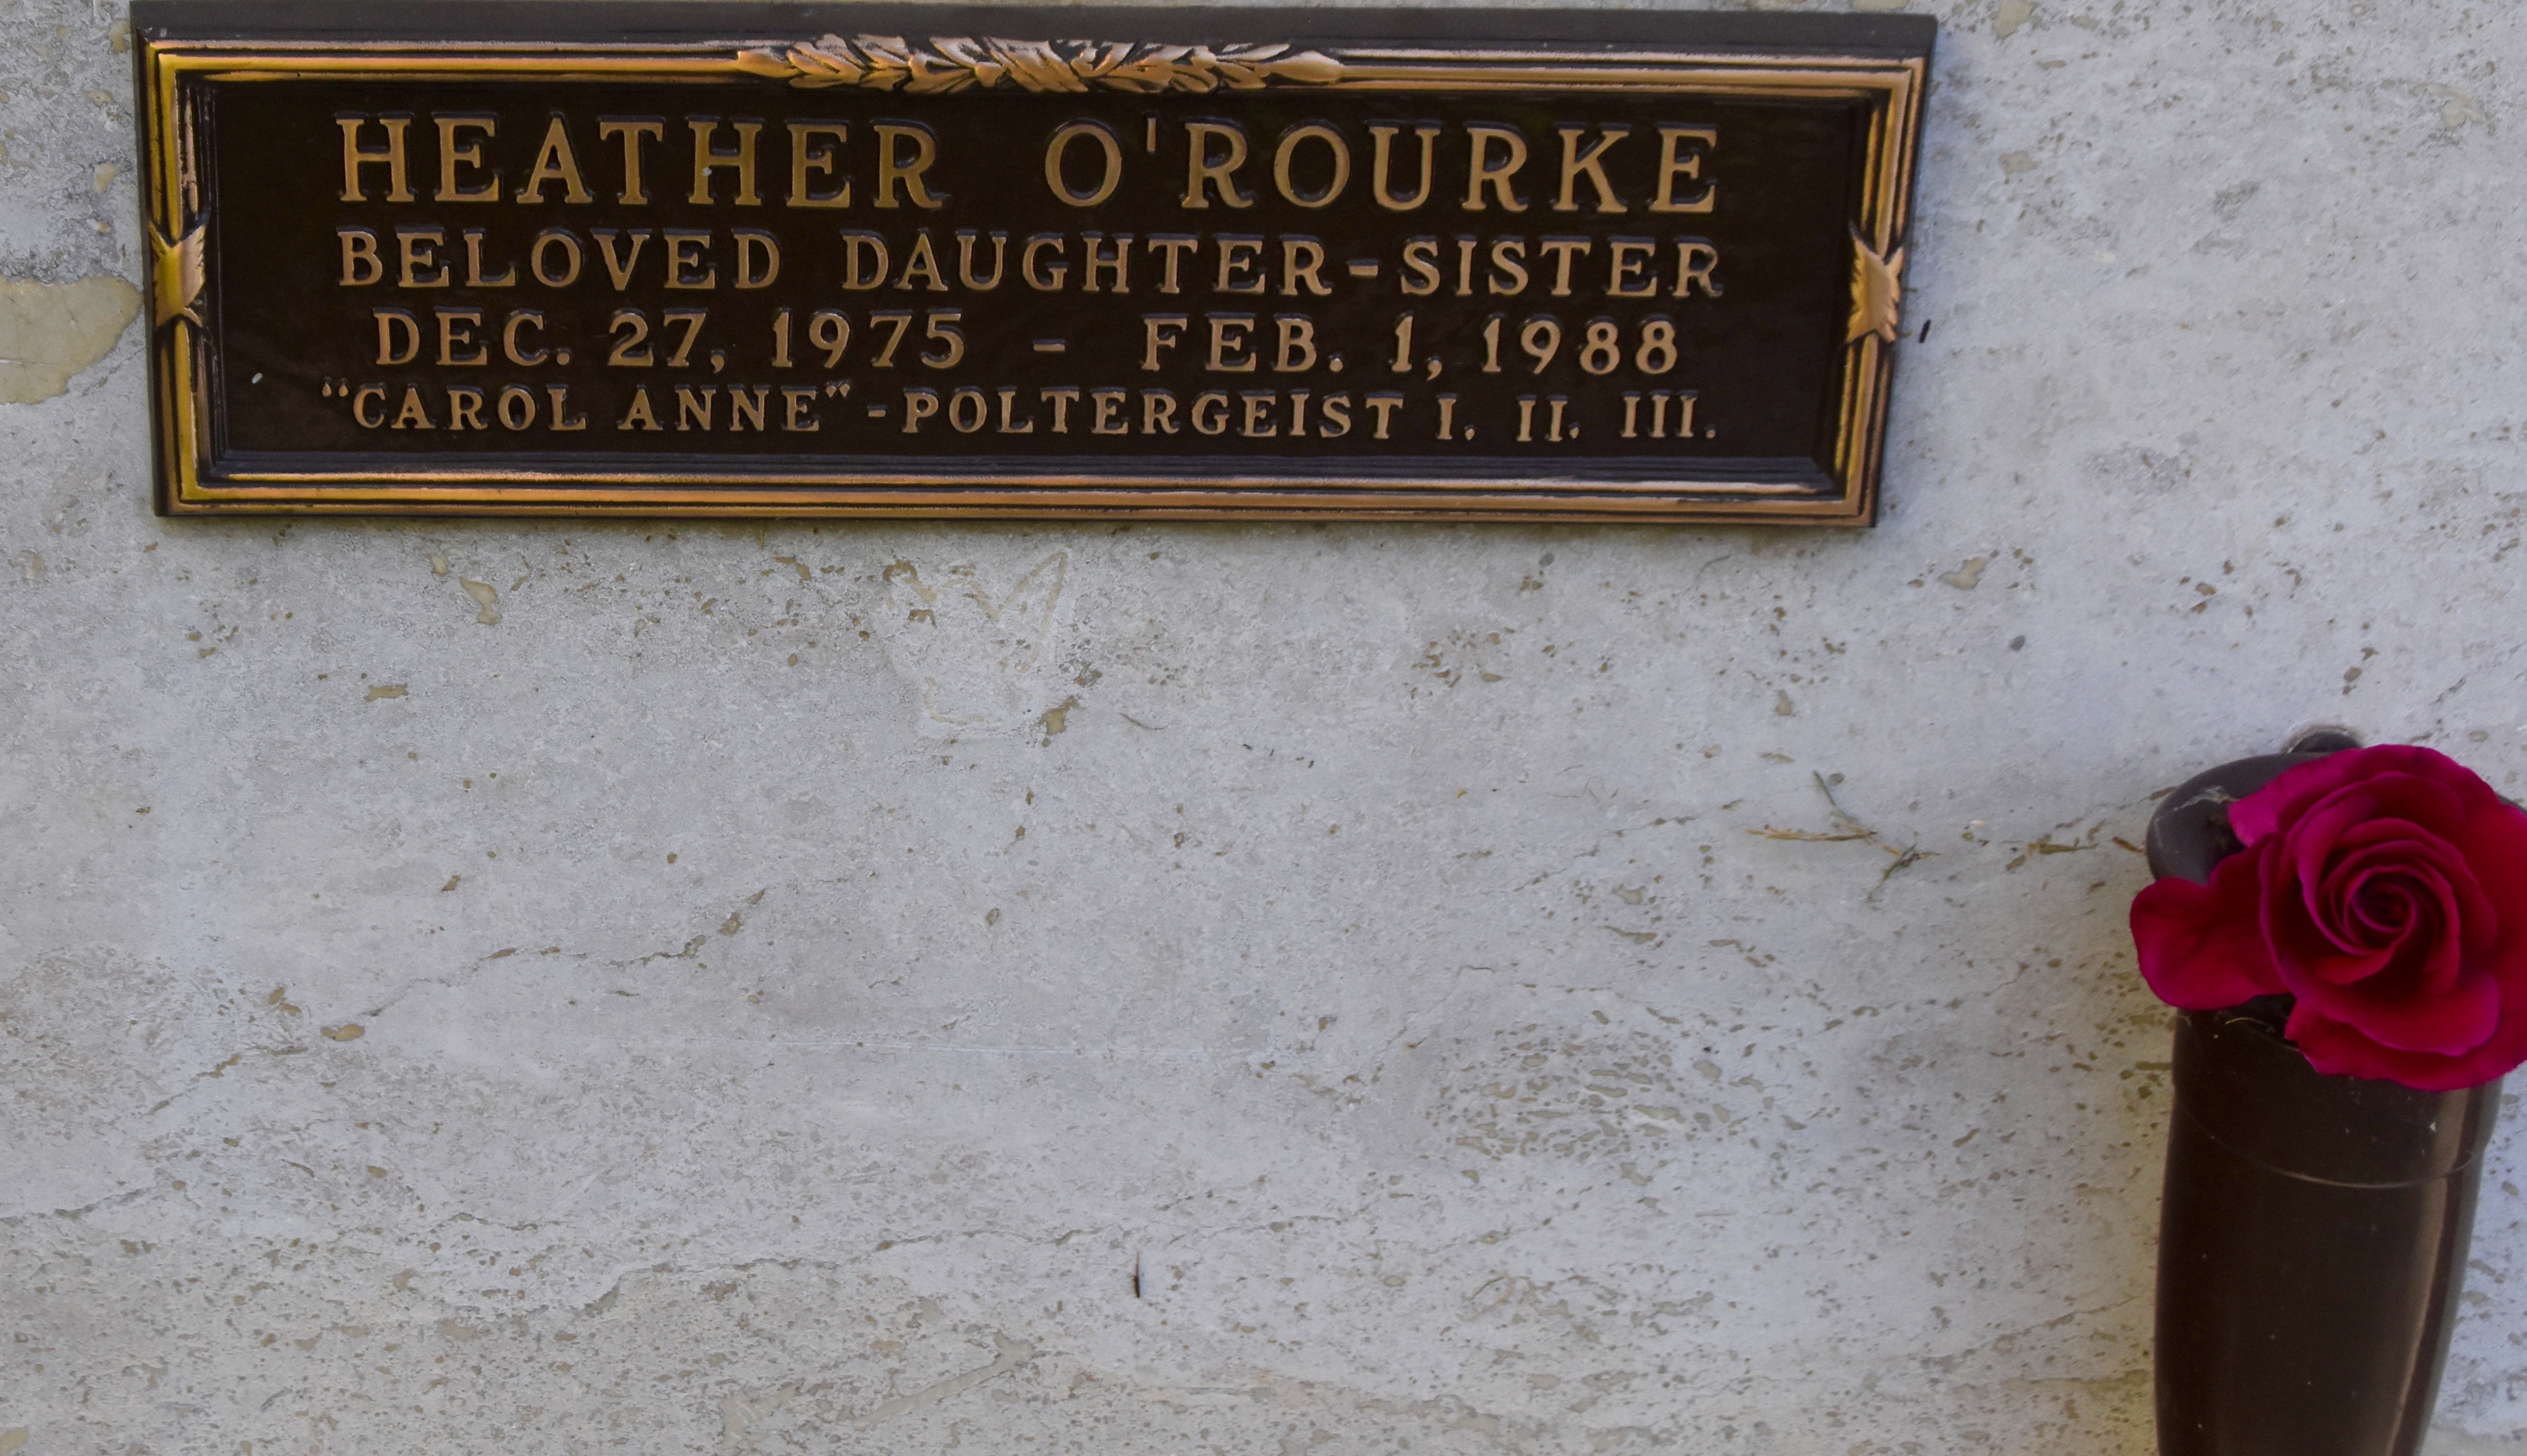 HEATHER O'ROURKE
BELOVED DAUGHTER-SISTER
DEC. 27, 1975 - FEB. 1, 1988
"CAROL ANNE"-POLTERGEIST I. II. III.